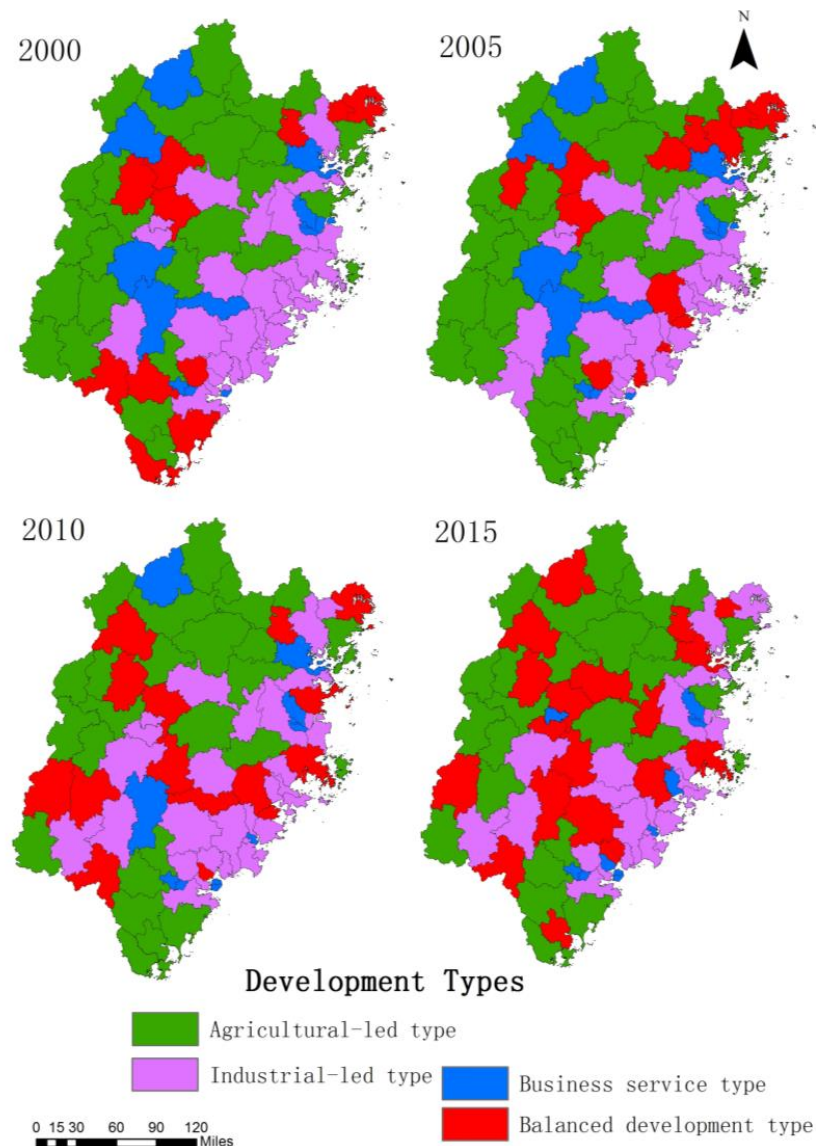 2000
2005
N
2010
2015
Development Types
Agricultural-led type
Industrial-led type
Business service type
Balanced development type
0 15 30 60 90 120
Miles